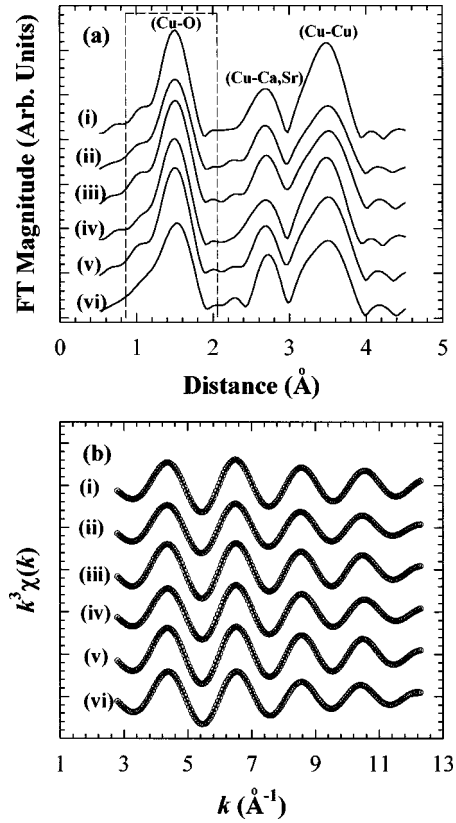 (a)
(Cu–O)
(Cu–Ca,Sr)
(Cu–Cu)
(i)
(ii)
(iii)
(iv)
(v)
(vi)
FT Magnitude (Arb. Units)
0 1 2 3 4 5
Distance (Å)
(b)
(i)
(ii)
(iii)
(iv)
(v)
(vi)
k³χ(k)
1 3 5 7 9 11 13
k (Å⁻¹)